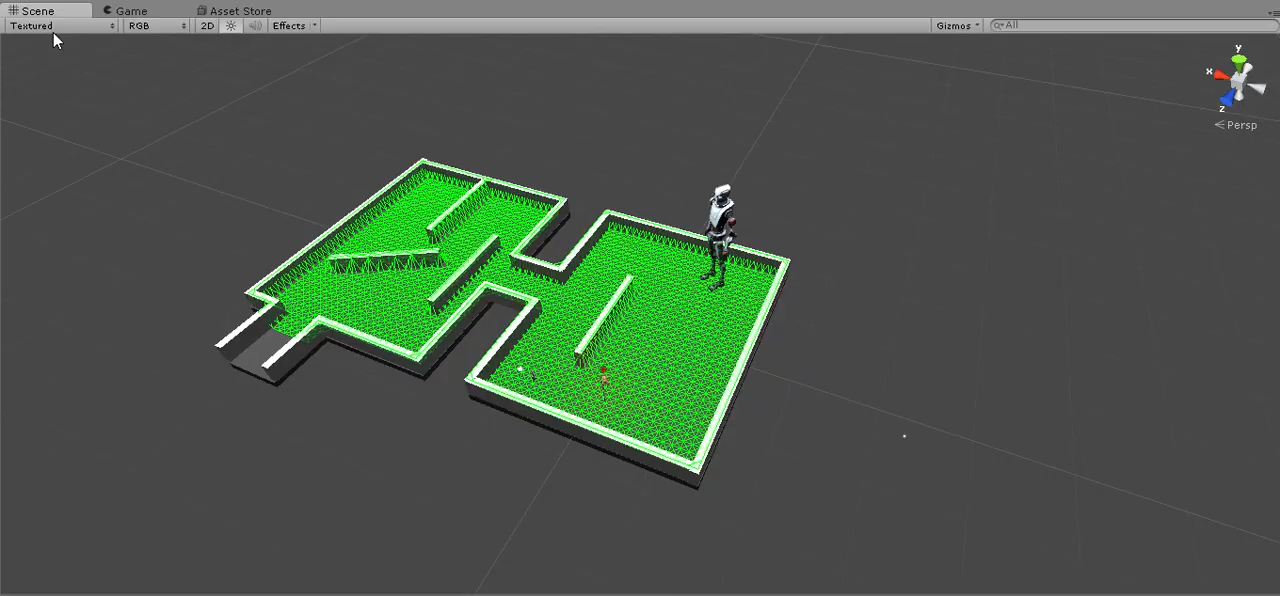 Scene Game Asset Store
Textured RGB 2D Effects Gizmos All
y
x
z
Persp